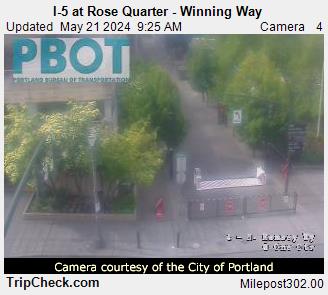 I-5 at Rose Quarter - Winning Way
Updated May 21 2024 9:25 AM Camera 4
PBOT
PORTLAND BUREAU OF TRANSPORTATION
Camera courtesy of the City of Portland
TripCheck.com Milepost302.00